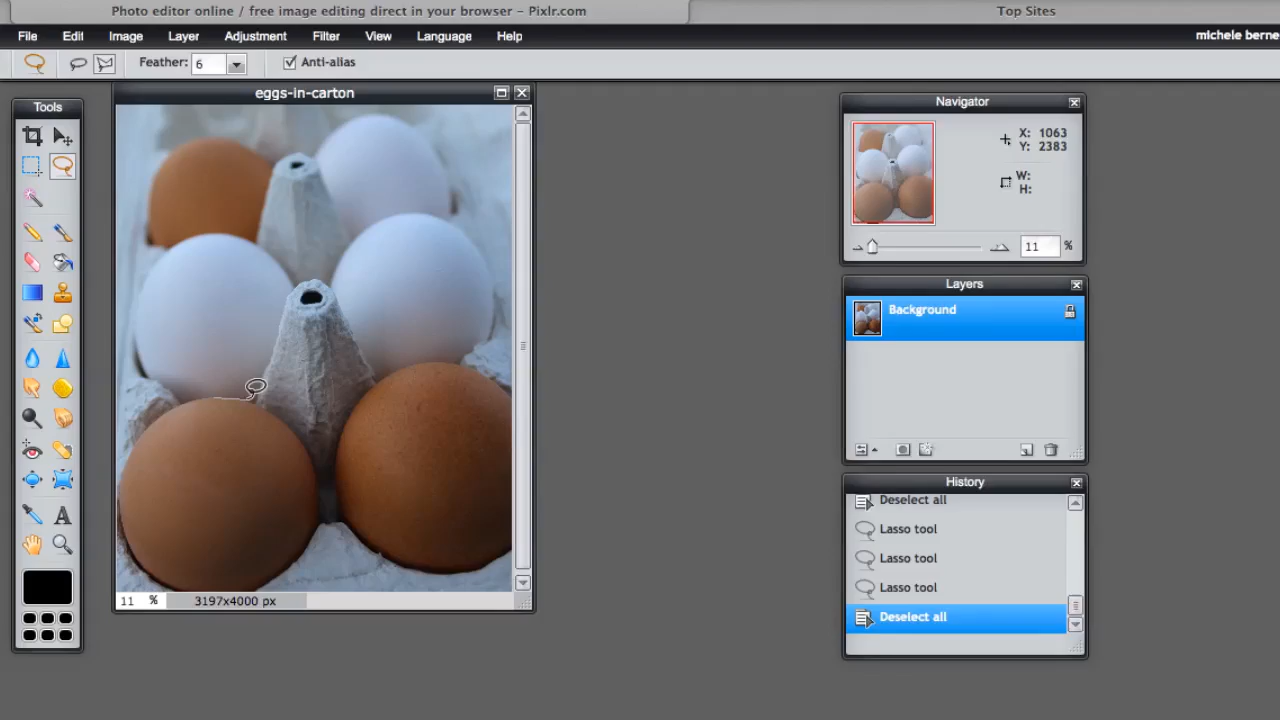 Photo editor online / free image editing direct in your browser - Pixlr.com
Top Sites
File Edit Image Layer Adjustment Filter View Language Help
michele berne
Feather: 6 Anti-alias
Tools
eggs-in-carton
11 % 3197x4000 px
Navigator
X: 1063
Y: 2383
W:
H:
11 %
Layers
Background
History
Deselect all
Lasso tool
Lasso tool
Lasso tool
Deselect all